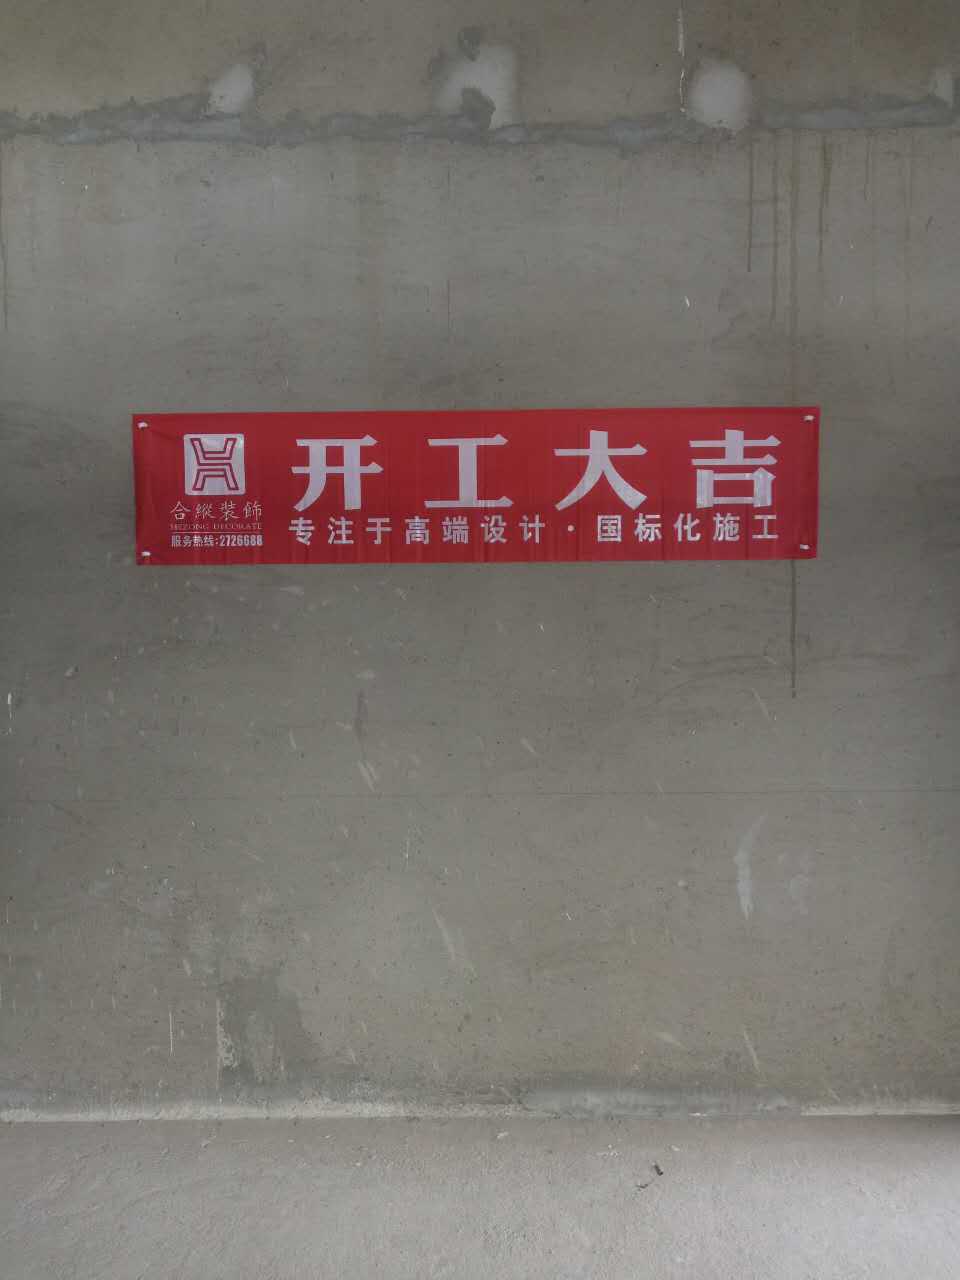 开工大吉
专注于高端设计·国标化施工
合縱装飾
HEZONG DECORATE
服务热线:2726688